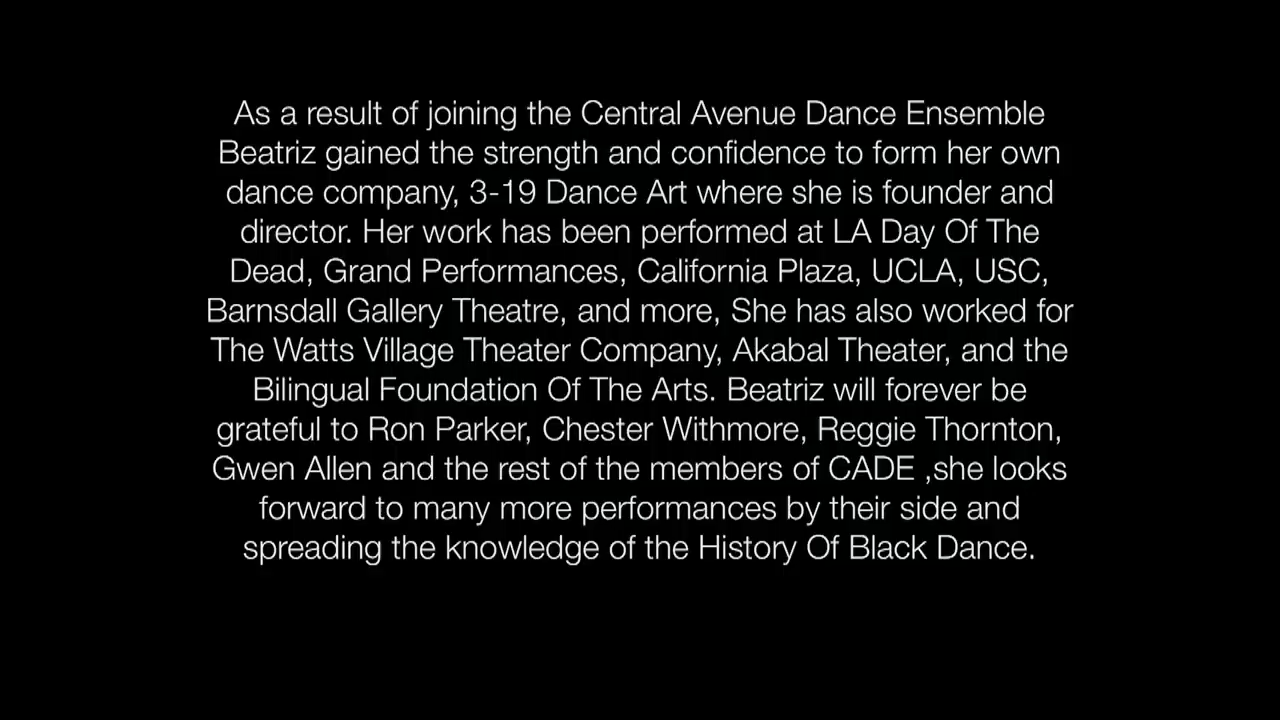 As a result of joining the Central Avenue Dance Ensemble
Beatriz gained the strength and confidence to form her own
dance company, 3-19 Dance Art where she is founder and
director. Her work has been performed at LA Day Of The
Dead, Grand Performances, California Plaza, UCLA, USC,
Barnsdall Gallery Theatre, and more, She has also worked for
The Watts Village Theater Company, Akabal Theater, and the
Bilingual Foundation Of The Arts. Beatriz will forever be
grateful to Ron Parker, Chester Withmore, Reggie Thornton,
Gwen Allen and the rest of the members of CADE ,she looks
forward to many more performances by their side and
spreading the knowledge of the History Of Black Dance.